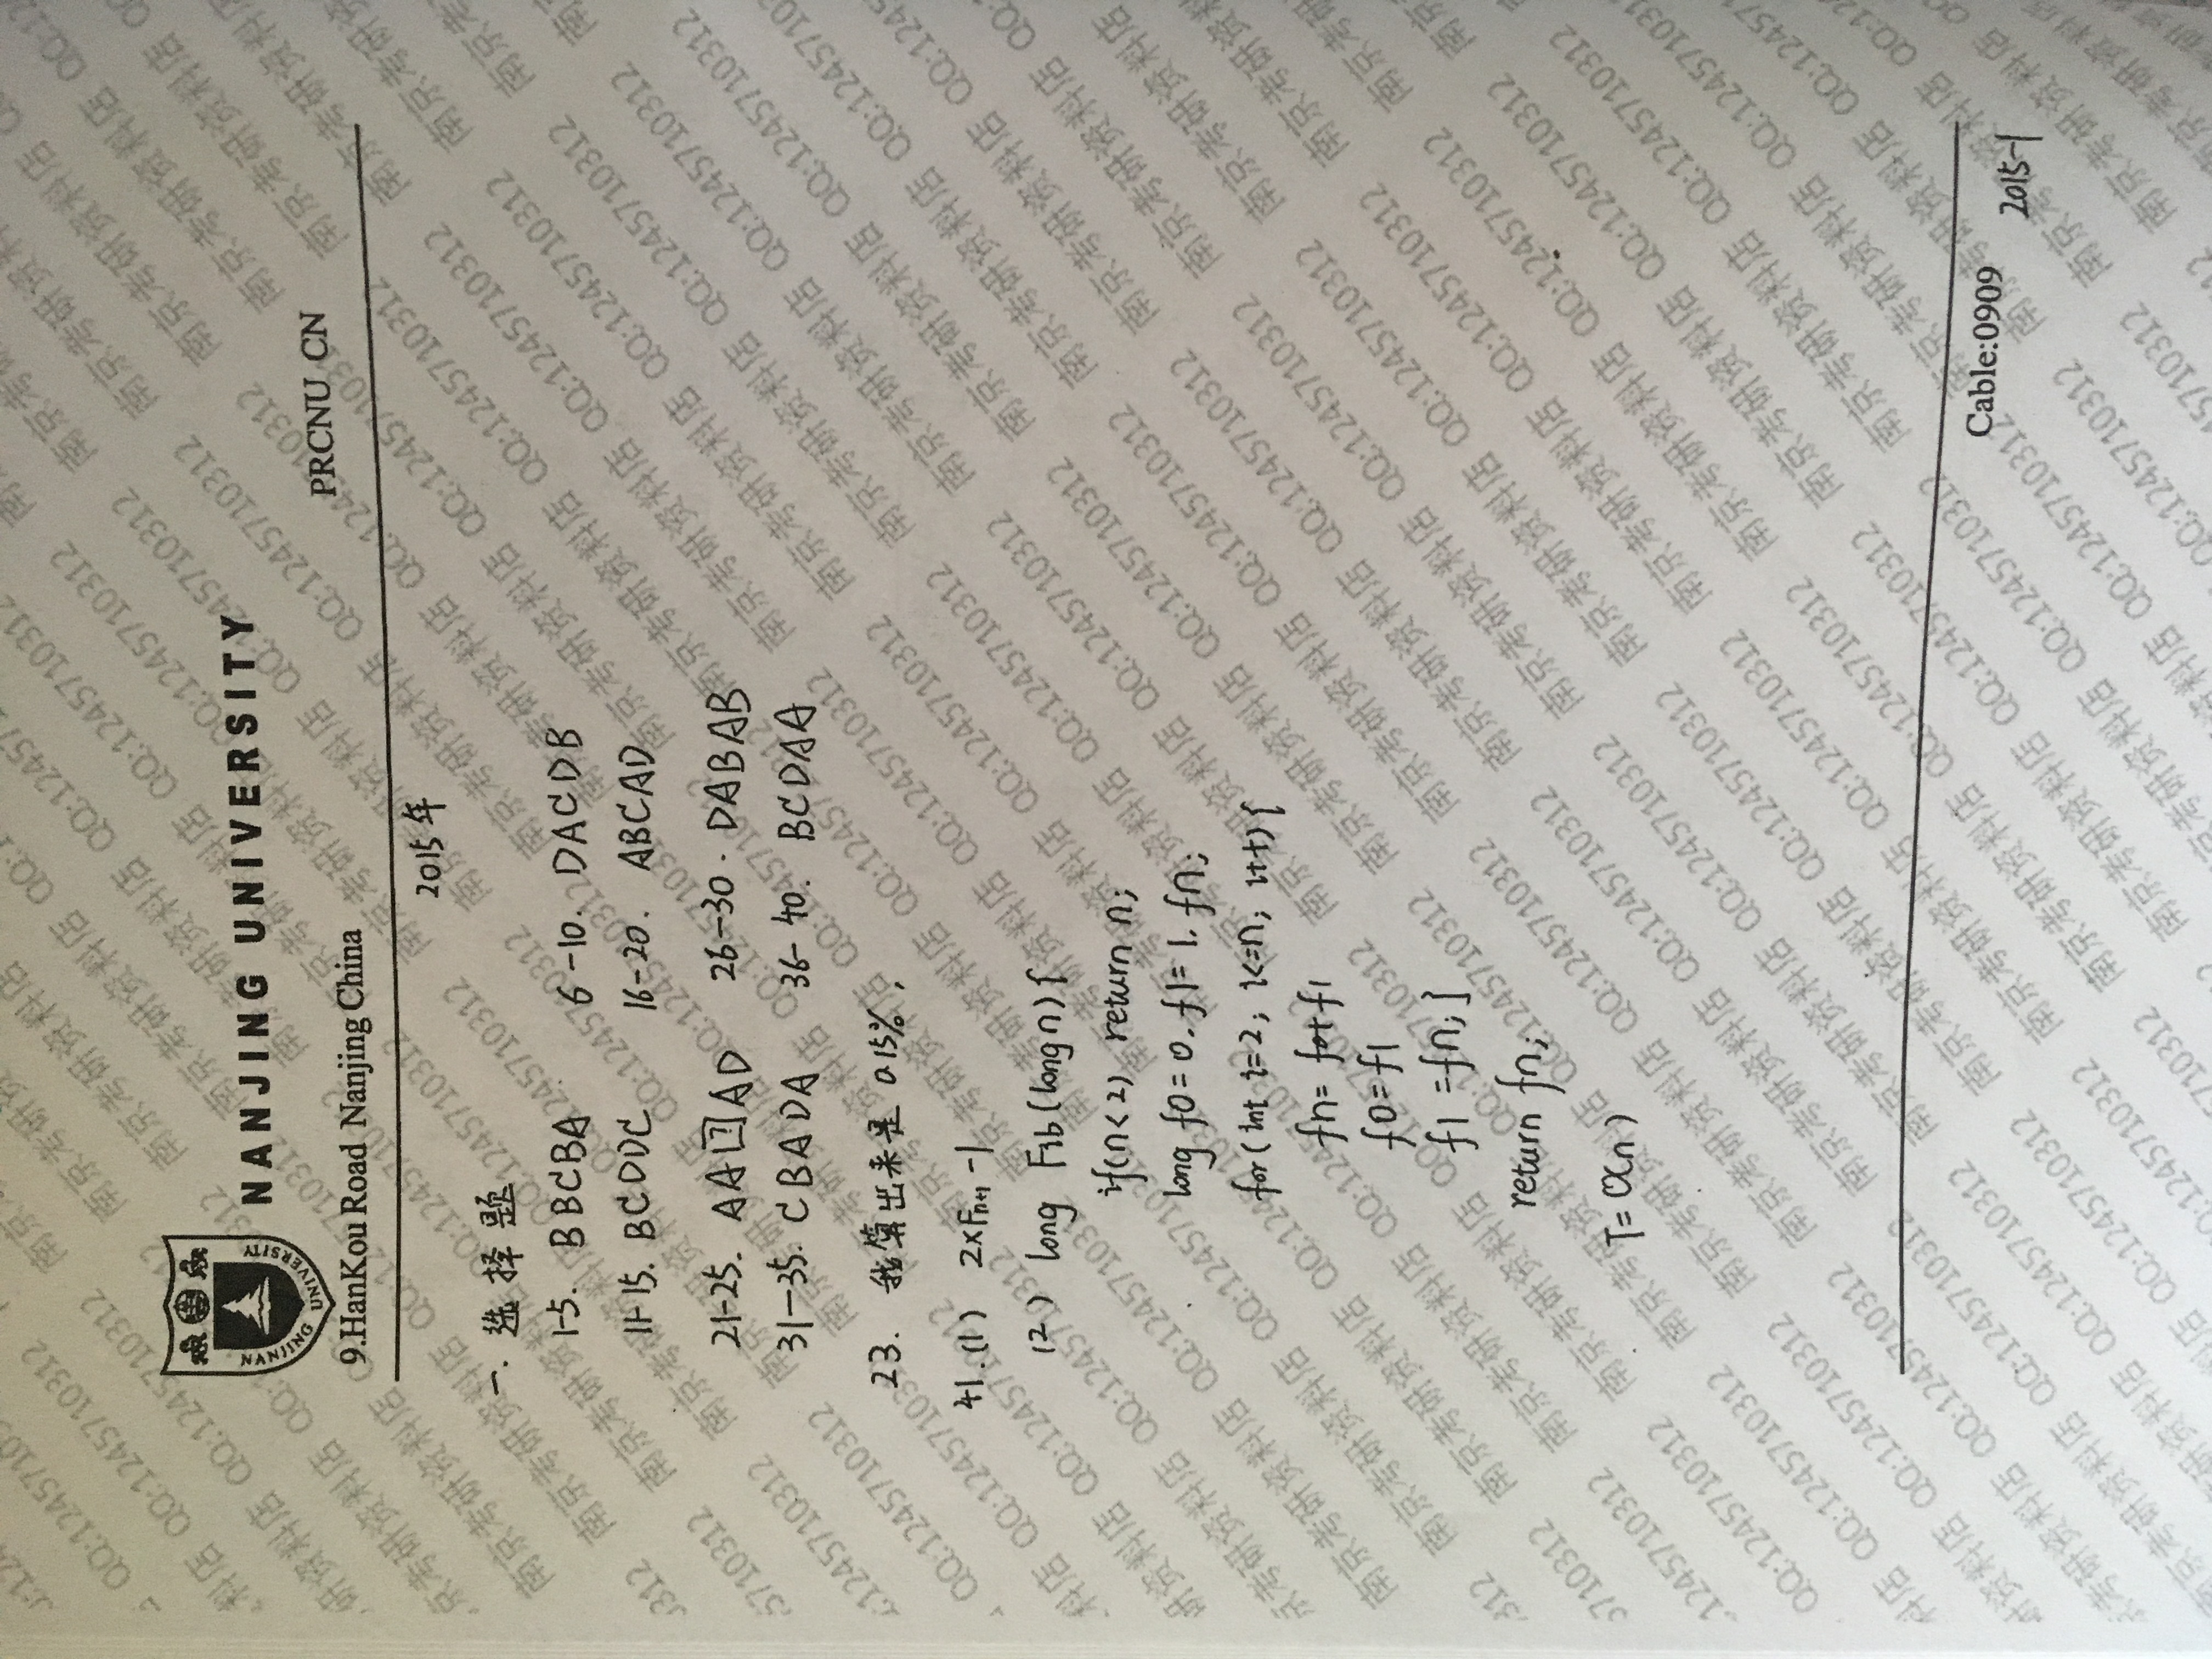 NANJING UNIVERSITY
NANJING UNIVERSITY
PRCNU CN
9.HanKou Road Nanjing China
2015年
一. 选择题
1-5. BBCBA 6-10. DACDB
11-15. BCDDC 16-20. ABCAD
21-25. AA?AD 26-30. DABAB
31-35. CBADA 36-40. BCDAA
23. 我算出来是 0.15%,
41.(1) 2×Fn+1 -1
(2) long Fib(long n){
if(n<2) return n;
long f0=0. f1=1. fn;
for(int i=2; i<=n; i++){
fn= f0+f1
f0=f1
f1=fn;}
return fn;
T=O(n)
Cable:0909
2015-1
南京考研资料店 QQ:1245710312